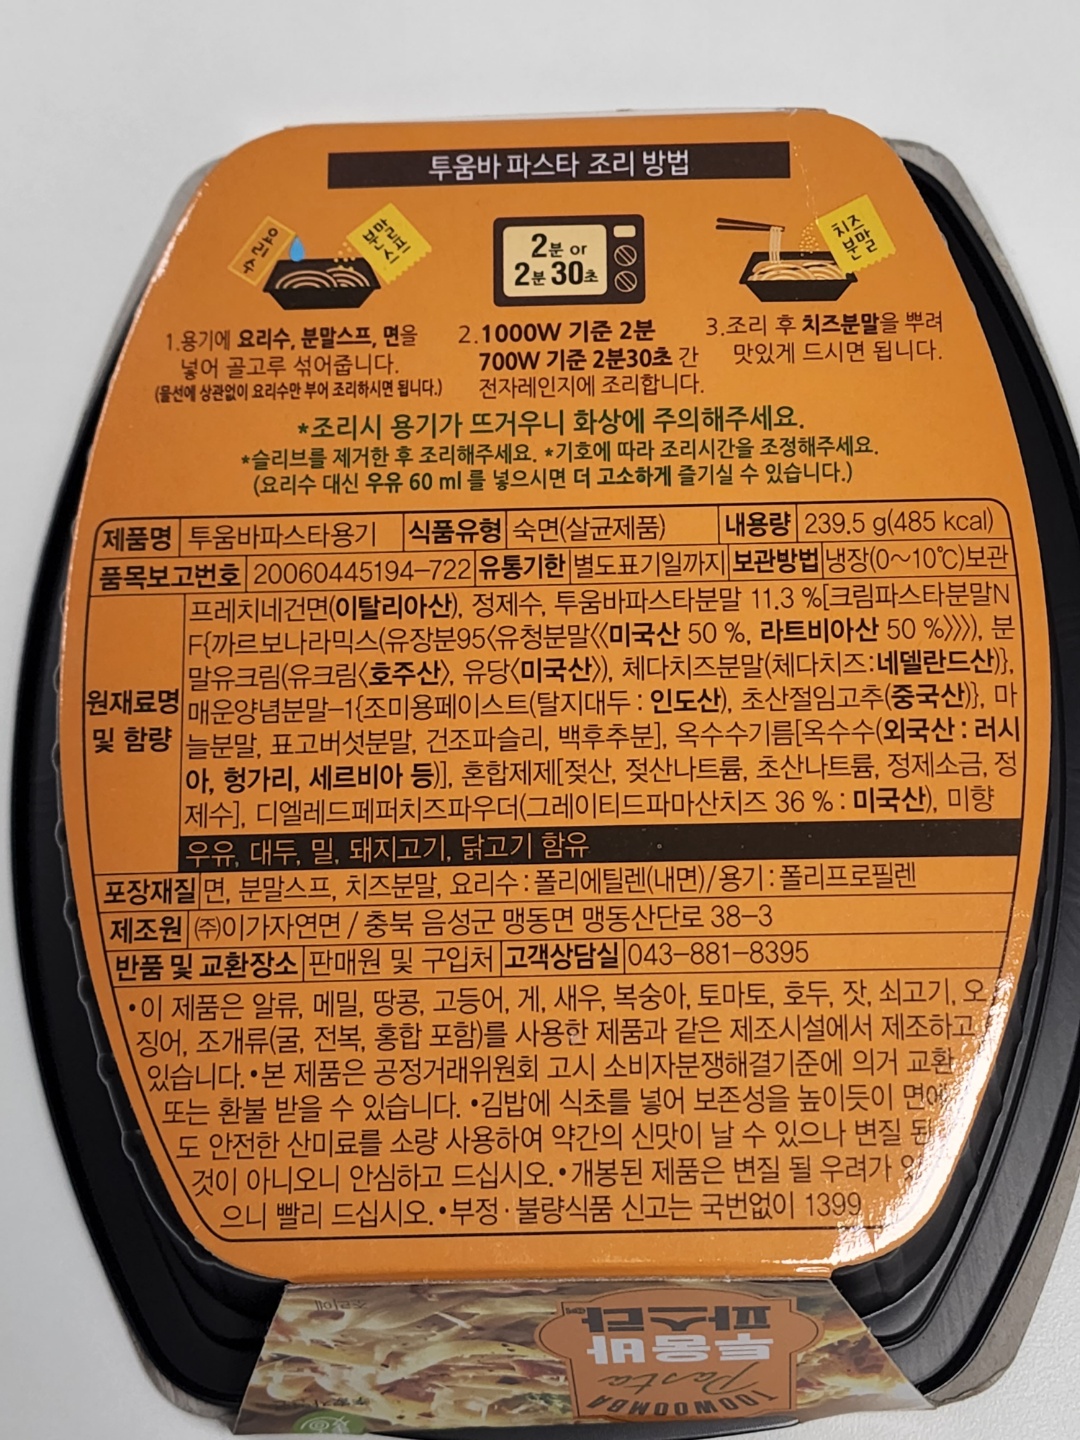 투움바 파스타 조리 방법
요리수
분말스프
2분 or
2분 30초
치즈
분말
1.용기에 요리수, 분말스프, 면을
넣어 골고루 섞어줍니다.
(물선에 상관없이 요리수만 부어 조리하시면 됩니다.)
2.1000W 기준 2분
700W 기준 2분30초 간
전자레인지에 조리합니다.
3.조리 후 치즈분말을 뿌려
맛있게 드시면 됩니다.
*조리시 용기가 뜨거우니 화상에 주의해주세요.
*슬리브를 제거한 후 조리해주세요. *기호에 따라 조리시간을 조정해주세요.
(요리수 대신 우유 60 ml 를 넣으시면 더 고소하게 즐기실 수 있습니다.)
제품명 투움바파스타용기 식품유형 숙면(살균제품) 내용량 239.5 g(485 kcal)
품목보고번호 20060445194-722 유통기한 별도표기일까지 보관방법 냉장(0~10℃)보관
원재료명 및 함량
프레치네건면(이탈리아산), 정제수, 투움바파스타분말 11.3 %[크림파스타분말N
F{까르보나라믹스(유장분95〈유청분말《미국산 50 %, 라트비아산 50 %》〉), 분
말유크림(유크림〈호주산〉, 유당〈미국산〉), 체다치즈분말(체다치즈:네델란드산)},
매운양념분말-1{조미용페이스트(탈지대두 : 인도산), 초산절임고추(중국산)}, 마
늘분말, 표고버섯분말, 건조파슬리, 백후추분], 옥수수기름[옥수수(외국산 : 러시
아, 헝가리, 세르비아 등)], 혼합제제[젖산, 젖산나트륨, 초산나트륨, 정제소금, 정
제수], 디엘레드페퍼치즈파우더(그레이티드파마산치즈 36 % : 미국산), 미향
우유, 대두, 밀, 돼지고기, 닭고기 함유
포장재질 면, 분말스프, 치즈분말, 요리수 : 폴리에틸렌(내면)/용기 : 폴리프로필렌
제조원 ㈜이가자연면 / 충북 음성군 맹동면 맹동산단로 38-3
반품 및 교환장소 판매원 및 구입처 고객상담실 043-881-8395
•이 제품은 알류, 메밀, 땅콩, 고등어, 게, 새우, 복숭아, 토마토, 호두, 잣, 쇠고기, 오
징어, 조개류(굴, 전복, 홍합 포함)를 사용한 제품과 같은 제조시설에서 제조하고
있습니다. •본 제품은 공정거래위원회 고시 소비자분쟁해결기준에 의거 교환
또는 환불 받을 수 있습니다. •김밥에 식초를 넣어 보존성을 높이듯이 면에
도 안전한 산미료를 소량 사용하여 약간의 신맛이 날 수 있으나 변질 된
것이 아니오니 안심하고 드십시오. •개봉된 제품은 변질 될 우려가 있
으니 빨리 드십시오. •부정·불량식품 신고는 국번없이 1399
조리예
투움바
파스타
Pasta
TOOWOOMBA